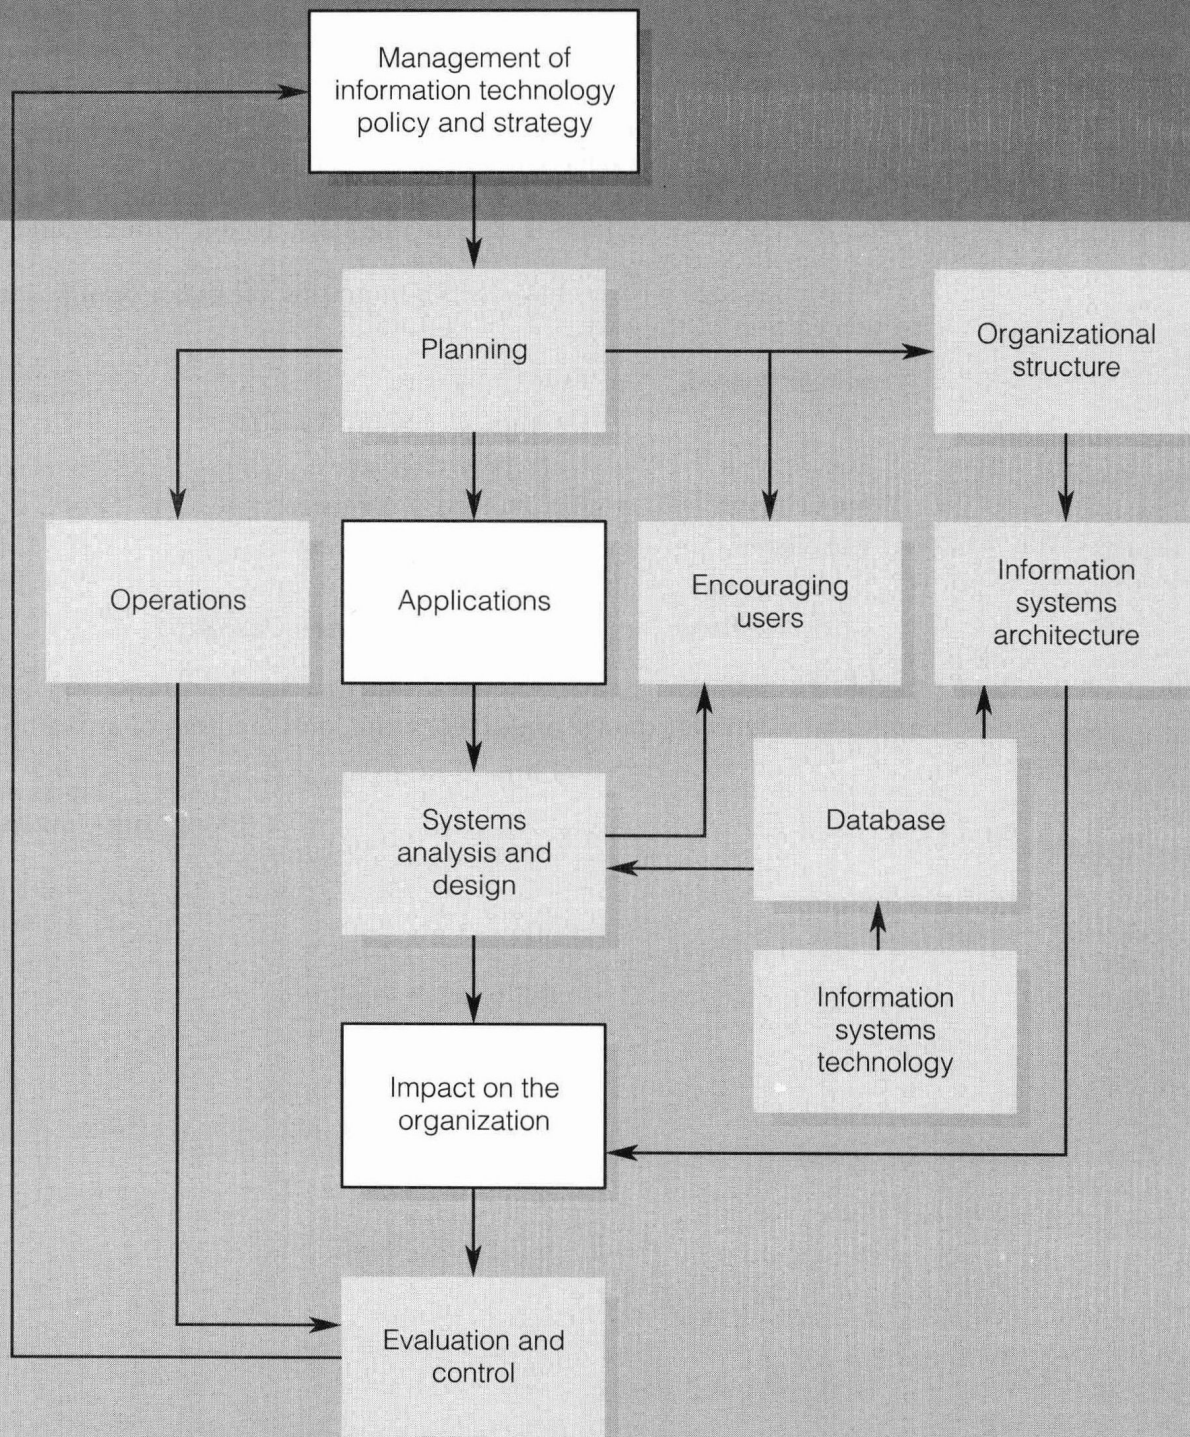 Management of
information technology
policy and strategy
Planning
Organizational
structure
Operations
Applications
Encouraging
users
Information
systems
architecture
Systems
analysis and
design
Database
Information
systems
technology
Impact on the
organization
Evaluation and
control